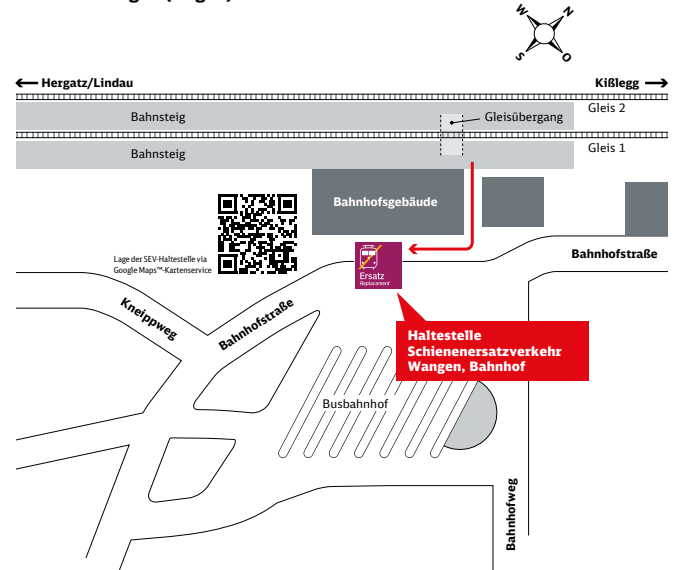 W
N
S
O
Hergatz/Lindau
Kißlegg
Gleis 2
Bahnsteig
Gleisübergang
Gleis 1
Bahnsteig
Bahnhofsgebäude
Lage der SEV-Haltestelle via
Google Maps™-Kartenservice
Ersatz
Replacement
Bahnhofstraße
Kneippweg
Bahnhofstraße
Haltestelle
Schienenersatzverkehr
Wangen, Bahnhof
Busbahnhof
Bahnhofweg